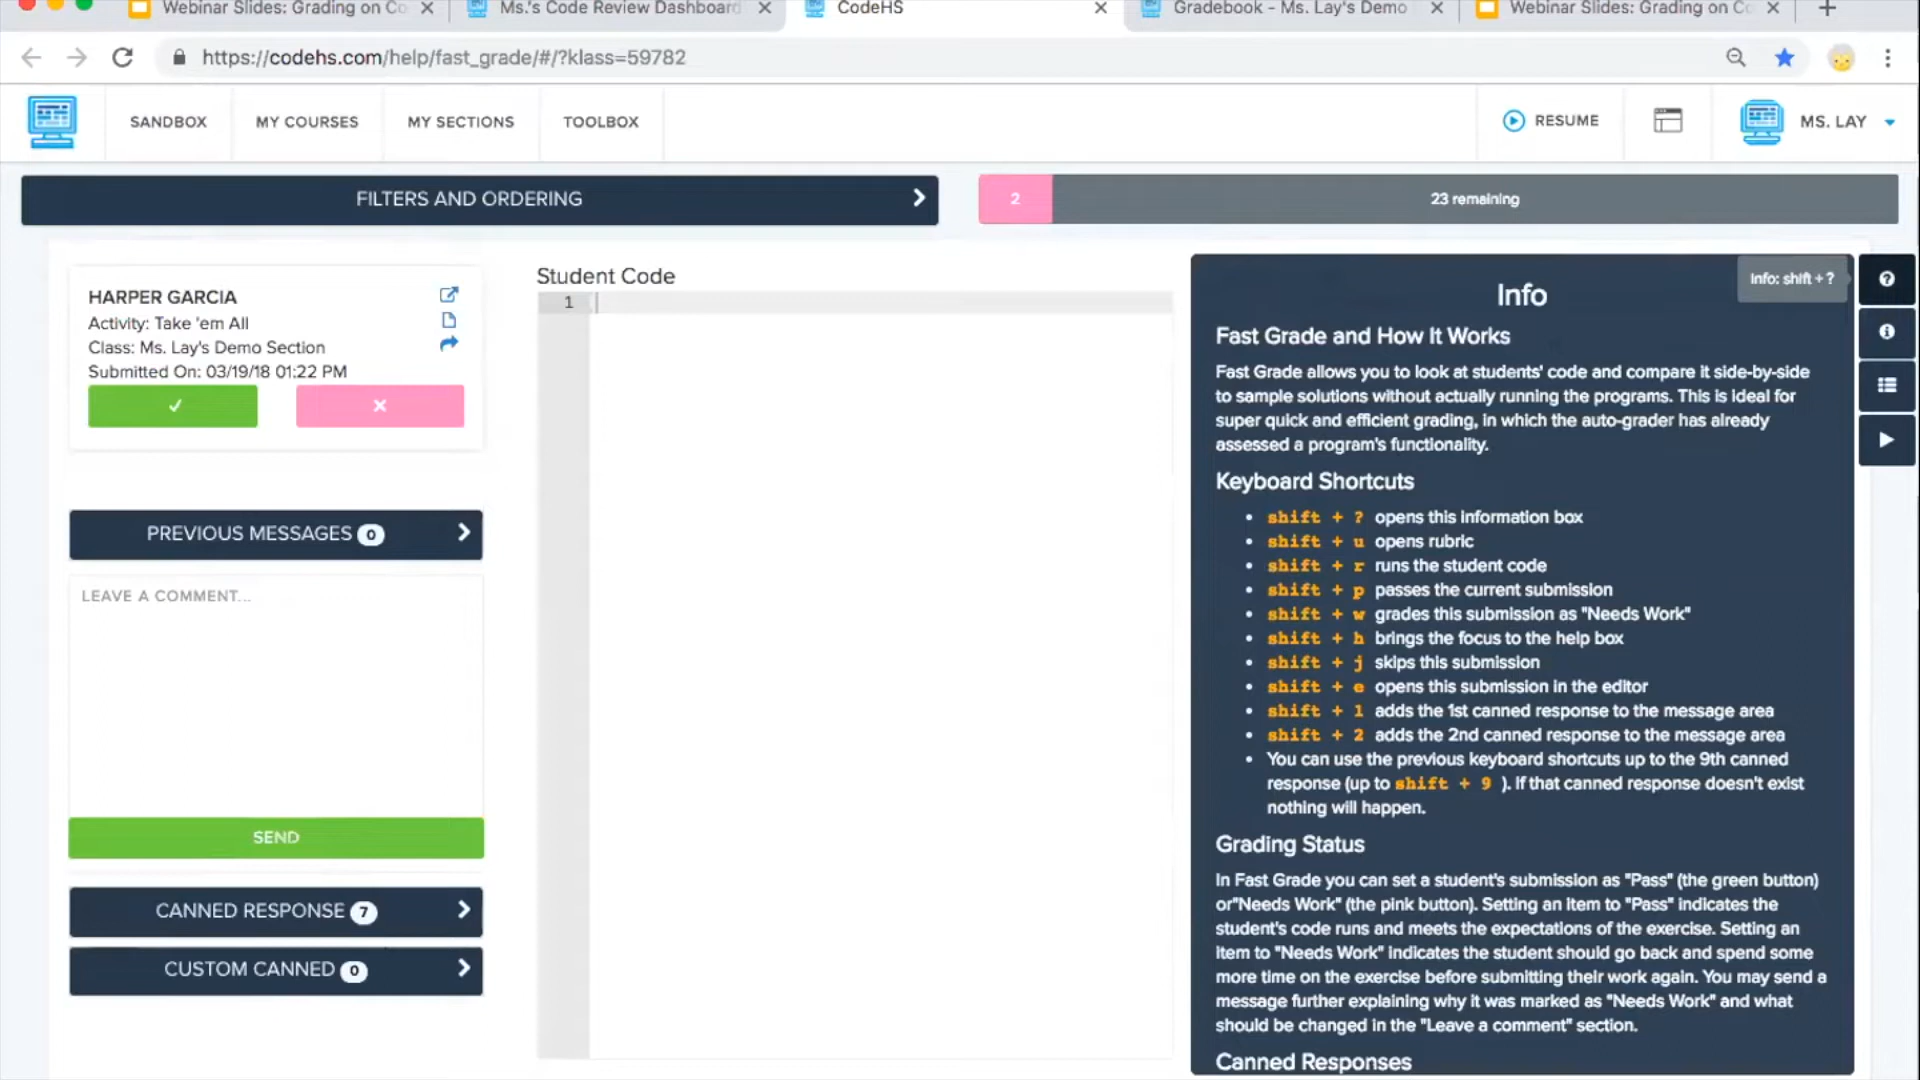 Webinar Slides: Grading on Co
Ms.'s Code Review Dashboard
CodeHS
Gradebook - Ms. Lay's Demo
Webinar Slides: Grading on Co
https://codehs.com/help/fast_grade/#/?klass=59782
SANDBOX
MY COURSES
MY SECTIONS
TOOLBOX
RESUME
MS. LAY
FILTERS AND ORDERING
2
23 remaining
HARPER GARCIA
Activity: Take 'em All
Class: Ms. Lay's Demo Section
Submitted On: 03/19/18 01:22 PM
PREVIOUS MESSAGES 0
LEAVE A COMMENT...
SEND
CANNED RESPONSE 7
CUSTOM CANNED 0
Student Code
1
Info
Info: shift + ?
Fast Grade and How It Works
Fast Grade allows you to look at students' code and compare it side-by-side
to sample solutions without actually running the programs. This is ideal for
super quick and efficient grading, in which the auto-grader has already
assessed a program's functionality.
Keyboard Shortcuts
shift + ? opens this information box
shift + u opens rubric
shift + r runs the student code
shift + p passes the current submission
shift + w grades this submission as "Needs Work"
shift + h brings the focus to the help box
shift + j skips this submission
shift + e opens this submission in the editor
shift + 1 adds the 1st canned response to the message area
shift + 2 adds the 2nd canned response to the message area
You can use the previous keyboard shortcuts up to the 9th canned
response (up to shift + 9 ). If that canned response doesn't exist
nothing will happen.
Grading Status
In Fast Grade you can set a student's submission as "Pass" (the green button)
or"Needs Work" (the pink button). Setting an item to "Pass" indicates the
student's code runs and meets the expectations of the exercise. Setting an
item to "Needs Work" indicates the student should go back and spend some
more time on the exercise before submitting their work again. You may send a
message further explaining why it was marked as "Needs Work" and what
should be changed in the "Leave a comment" section.
Canned Responses